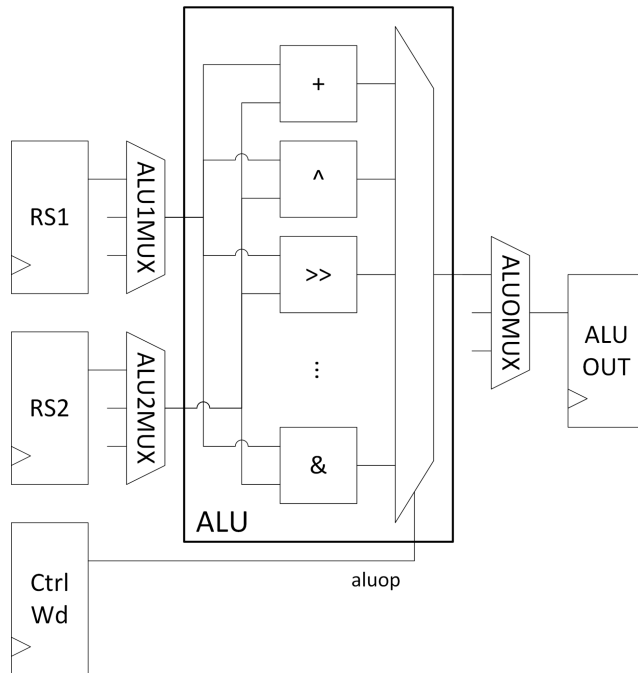 +
^
>>
...
&
ALU
RS1
ALU1MUX
RS2
ALU2MUX
Ctrl
Wd
aluop
ALUOMUX
ALU
OUT